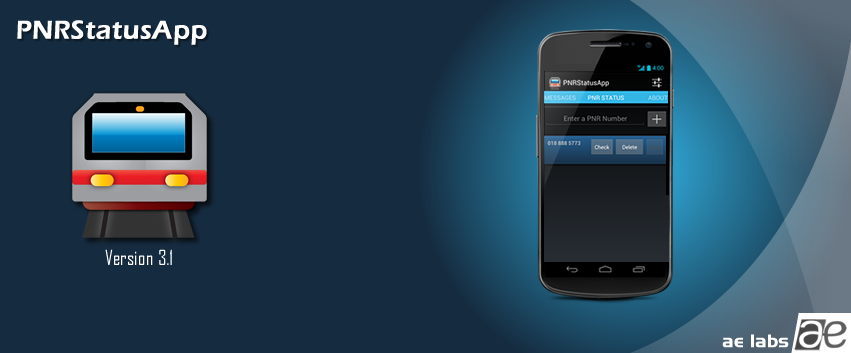 PNRStatusApp
Version 3.1
4:00
PNRStatusApp
MESSAGES PNR STATUS ABOUT
Enter a PNR Number
018 888 5773 Check Delete
ae labs ae